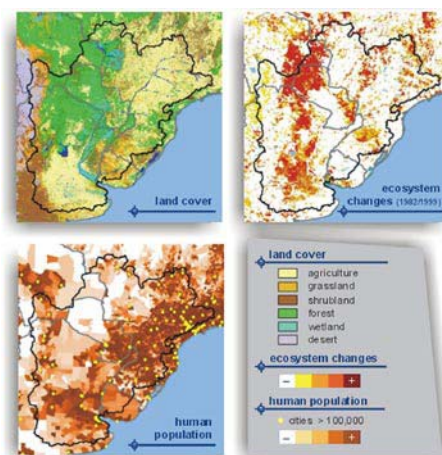 land cover
ecosystem
changes (1982/1999)
human
population
land cover
agriculture
grassland
shrubland
forest
wetland
desert
ecosystem changes
– +
human population
cities > 100,000
– +